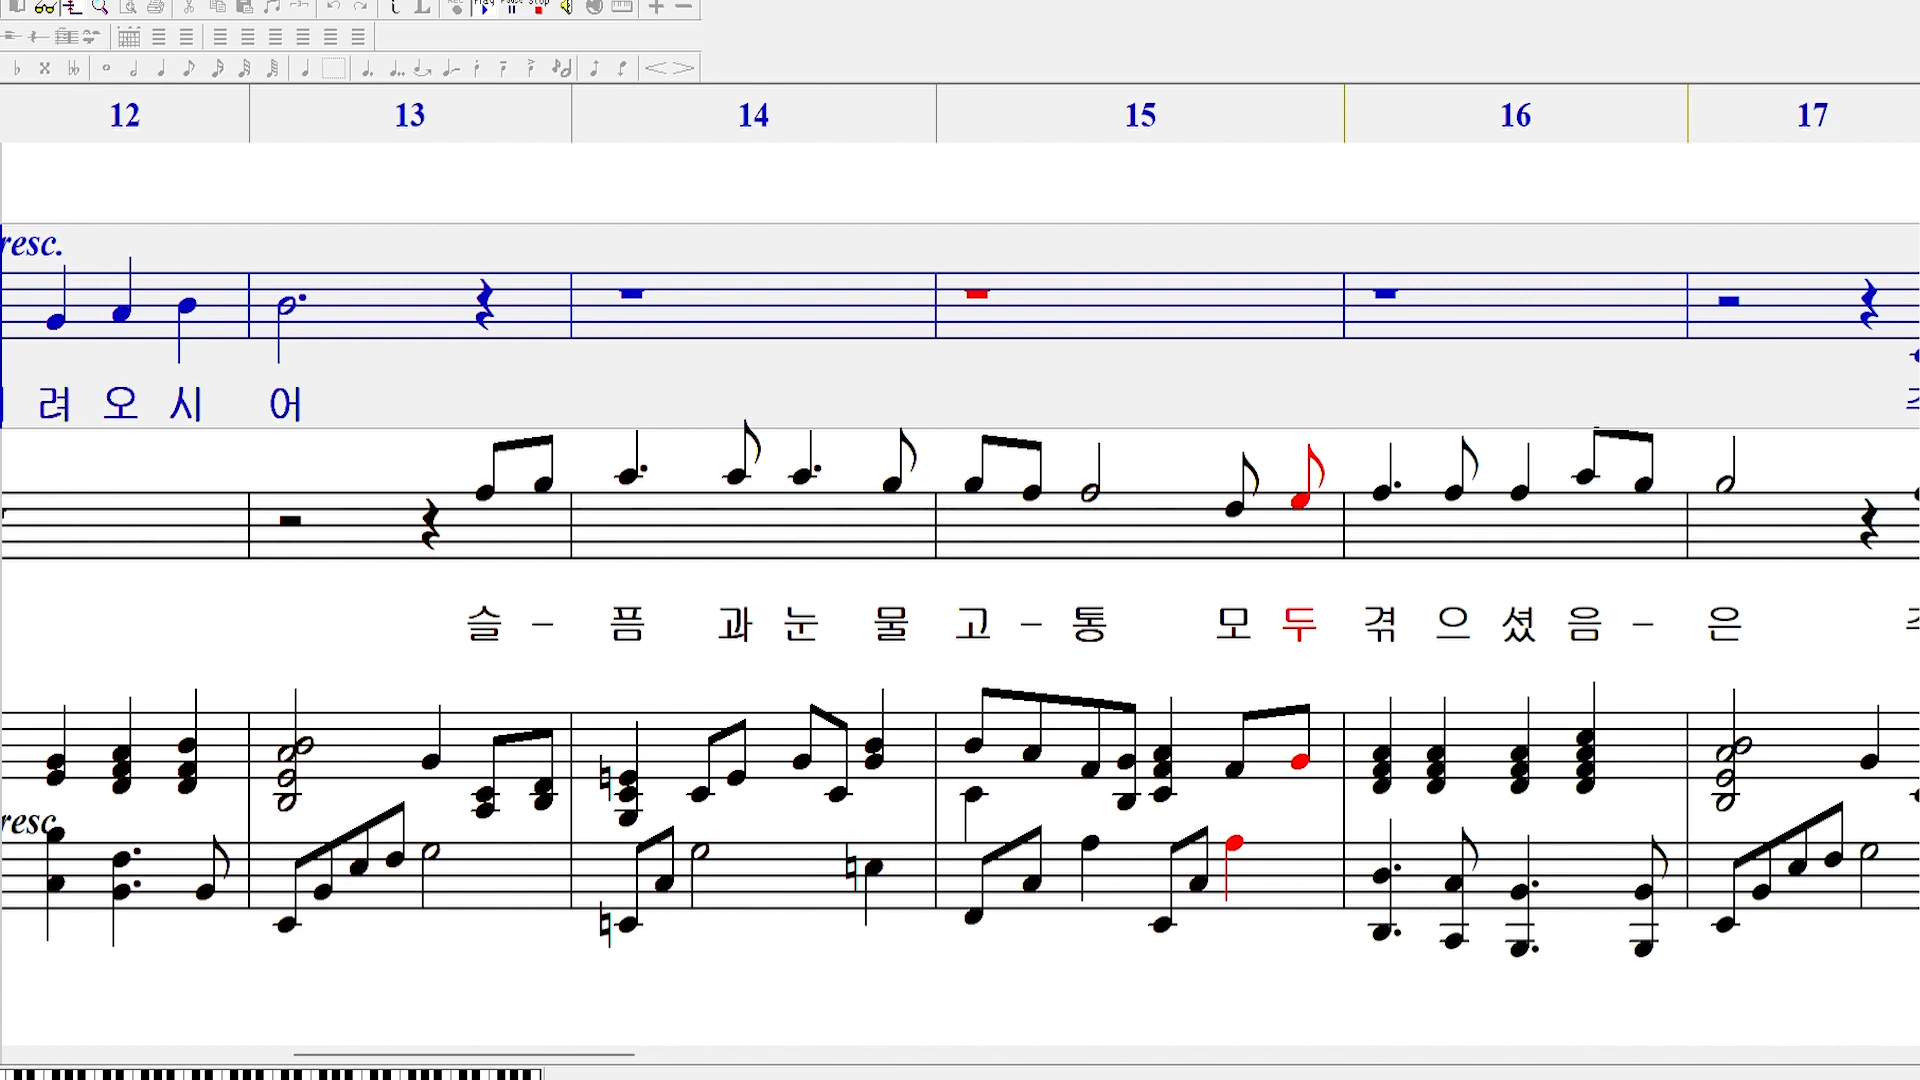 12 13 14 15 16 17
resc.
려 오 시 어
슬 – 픔 과 눈 물 고 – 통 모 두 겪 으 셨 음 – 은
resc.